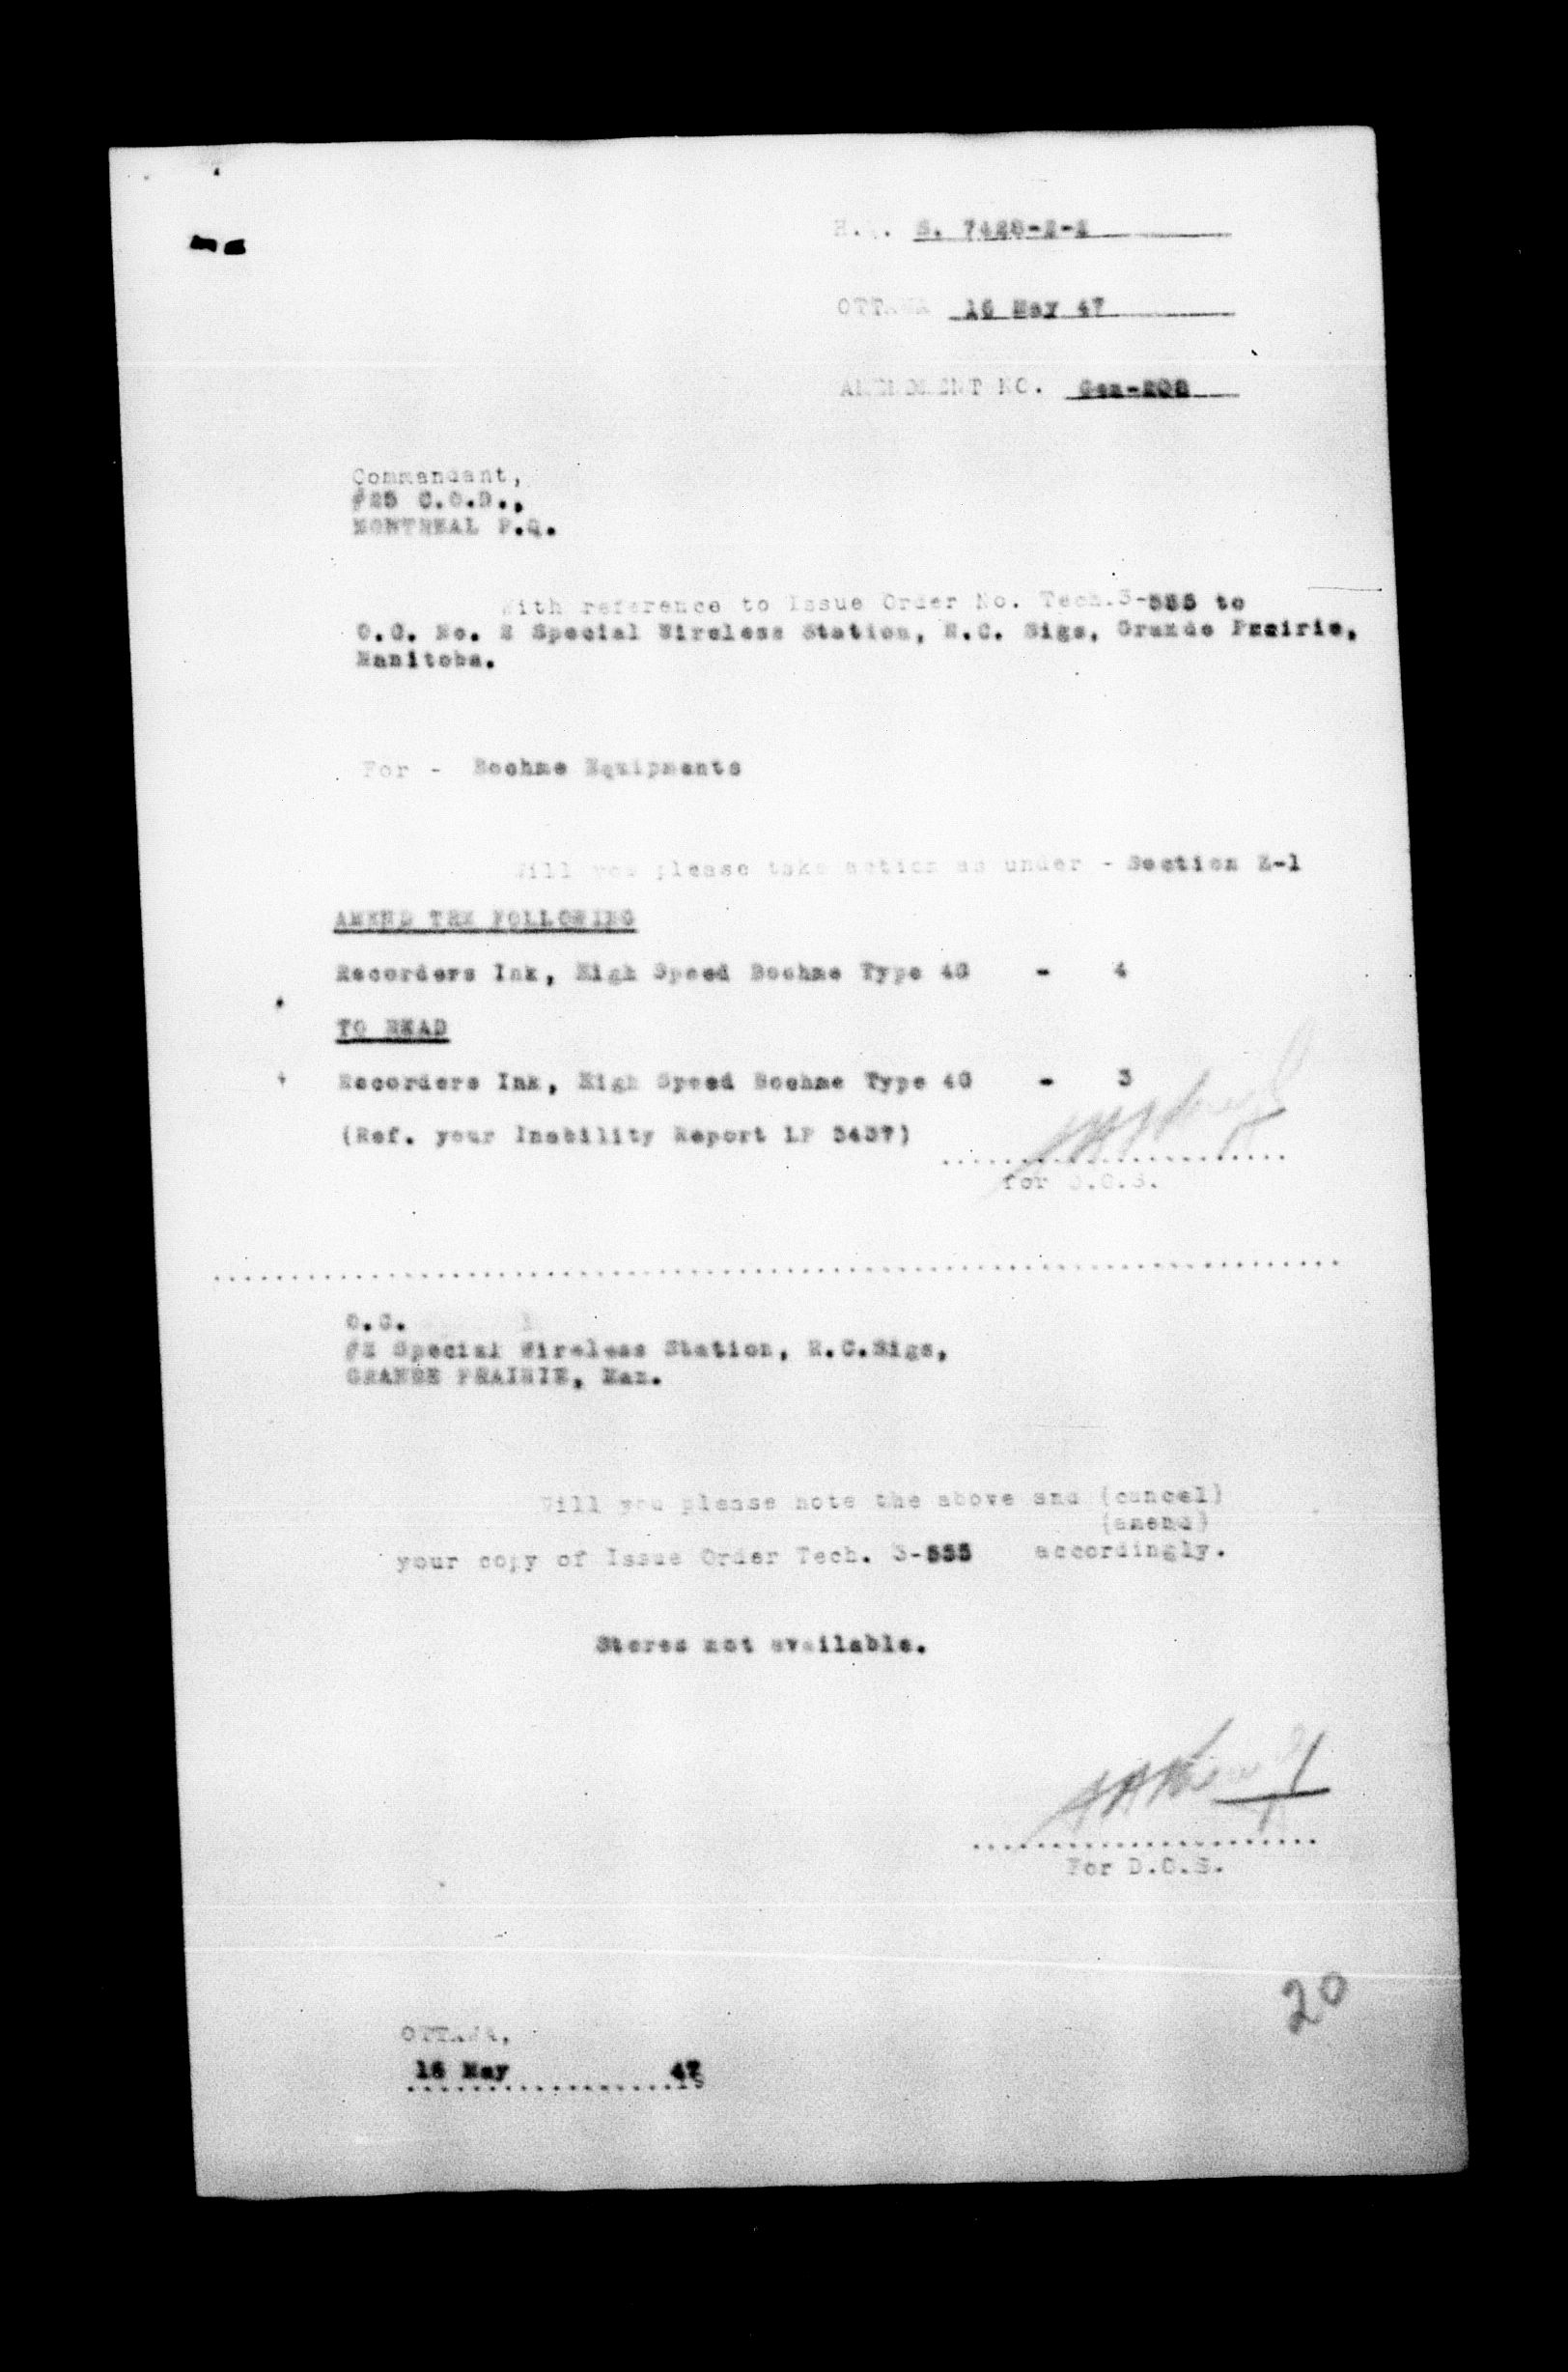 H.Q. S. 7428-2-2
OTTAWA 16 May 47
AMENDMENT NO. Gen-208
Commandant,
#25 C.O.D.,
MONTREAL P.Q.
With reference to Issue Order No. Tech.3-555 to
O.C. No. 2 Special Wireless Station, R.C. Sigs, Grande Prairie,
Manitoba.
For - Boehme Equipments
Will you please take action as under - Section E-1
AMEND THE FOLLOWING
Recorders Ink, High Speed Boehme Type 4G - 4
TO READ
Recorders Ink, High Speed Boehme Type 4G - 3
(Ref. your Inability Report LP 3437)
for D.O.S.
O.C.
#2 Special Wireless Station, R.C.Sigs,
GRANDE PRAIRIE, Man.
Will you please note the above and (cancel)
(amend)
your copy of Issue Order Tech. 3-555 accordingly.
Stores not available.
For D.O.S.
20
OTTAWA,
16 May 47
19